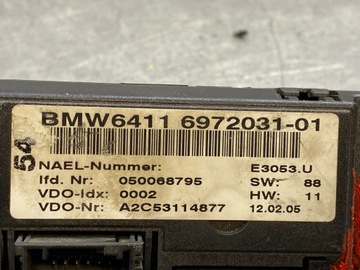 BMW6411 6972031-01
54
NAEL-Nummer: E3053.U
lfd. Nr: 050068795 SW: 88
VDO-Idx: 0002 HW: 11
VDO-Nr: A2C53114877 12.02.05